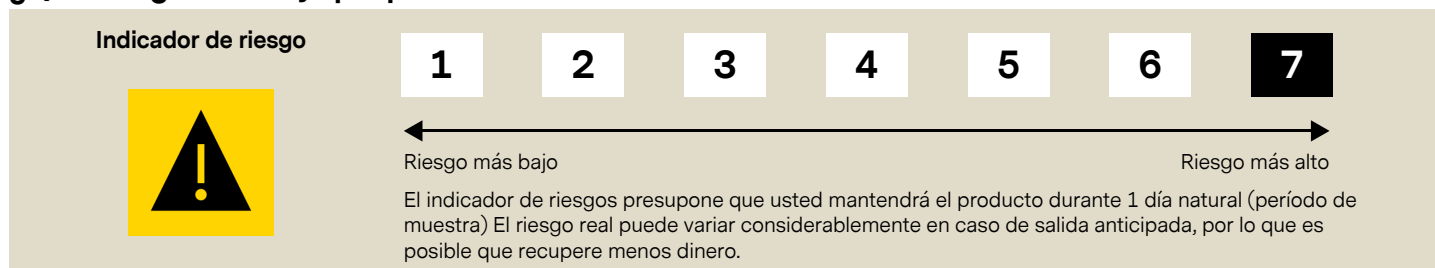 Indicador de riesgo
1 2 3 4 5 6 7
Riesgo más bajo Riesgo más alto
El indicador de riesgos presupone que usted mantendrá el producto durante 1 día natural (período de
muestra) El riesgo real puede variar considerablemente en caso de salida anticipada, por lo que es
posible que recupere menos dinero.